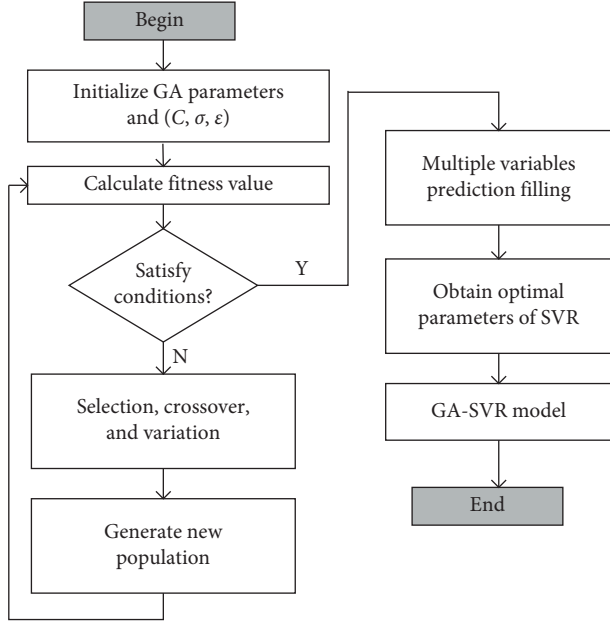 Begin
Initialize GA parameters
and (C, σ, ε)
Calculate fitness value
Satisfy
conditions?
Y
N
Selection, crossover,
and variation
Generate new
population
Multiple variables
prediction filling
Obtain optimal
parameters of SVR
GA-SVR model
End